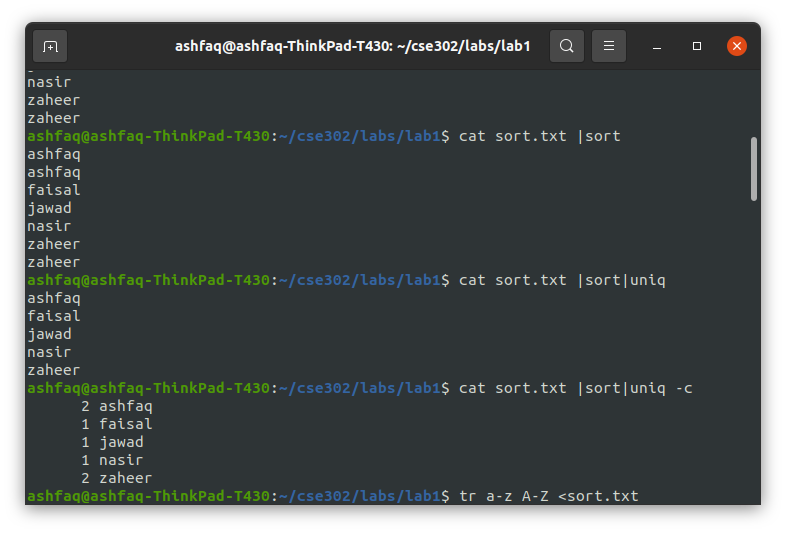 ashfaq@ashfaq-ThinkPad-T430: ~/cse302/labs/lab1
nasir
zaheer
zaheer
ashfaq@ashfaq-ThinkPad-T430:~/cse302/labs/lab1$ cat sort.txt |sort
ashfaq
ashfaq
faisal
jawad
nasir
zaheer
zaheer
ashfaq@ashfaq-ThinkPad-T430:~/cse302/labs/lab1$ cat sort.txt |sort|uniq
ashfaq
faisal
jawad
nasir
zaheer
ashfaq@ashfaq-ThinkPad-T430:~/cse302/labs/lab1$ cat sort.txt |sort|uniq -c
      2 ashfaq
      1 faisal
      1 jawad
      1 nasir
      2 zaheer
ashfaq@ashfaq-ThinkPad-T430:~/cse302/labs/lab1$ tr a-z A-Z <sort.txt